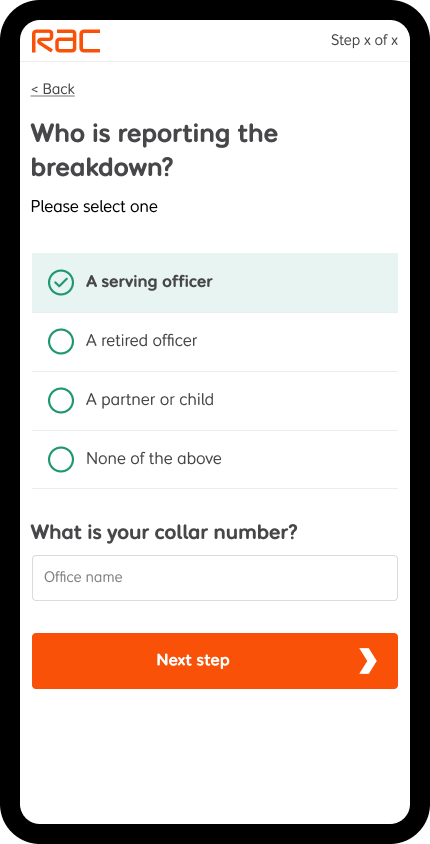 RAC
Step x of x
< Back
Who is reporting the
breakdown?
Please select one
A serving officer
A retired officer
A partner or child
None of the above
What is your collar number?
Office name
Next step